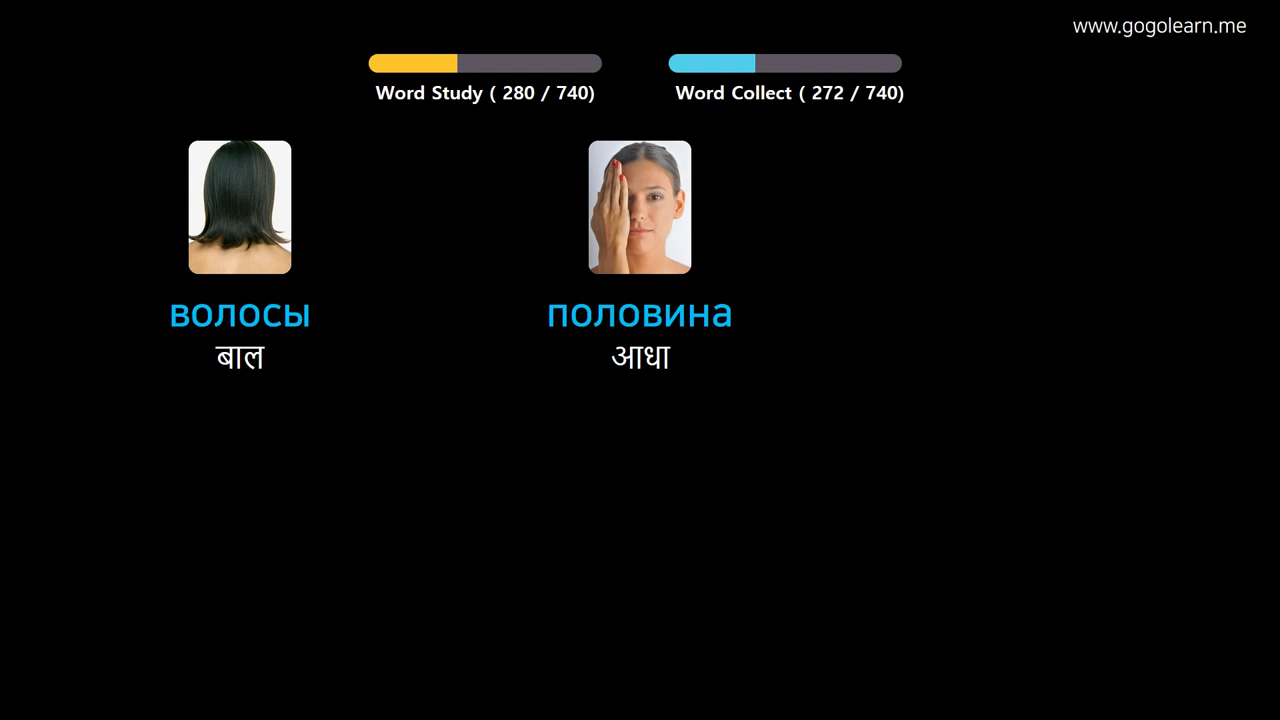 www.gogolearn.me
Word Study ( 280 / 740)
Word Collect ( 272 / 740)
волосы
बाल
половина
आधा